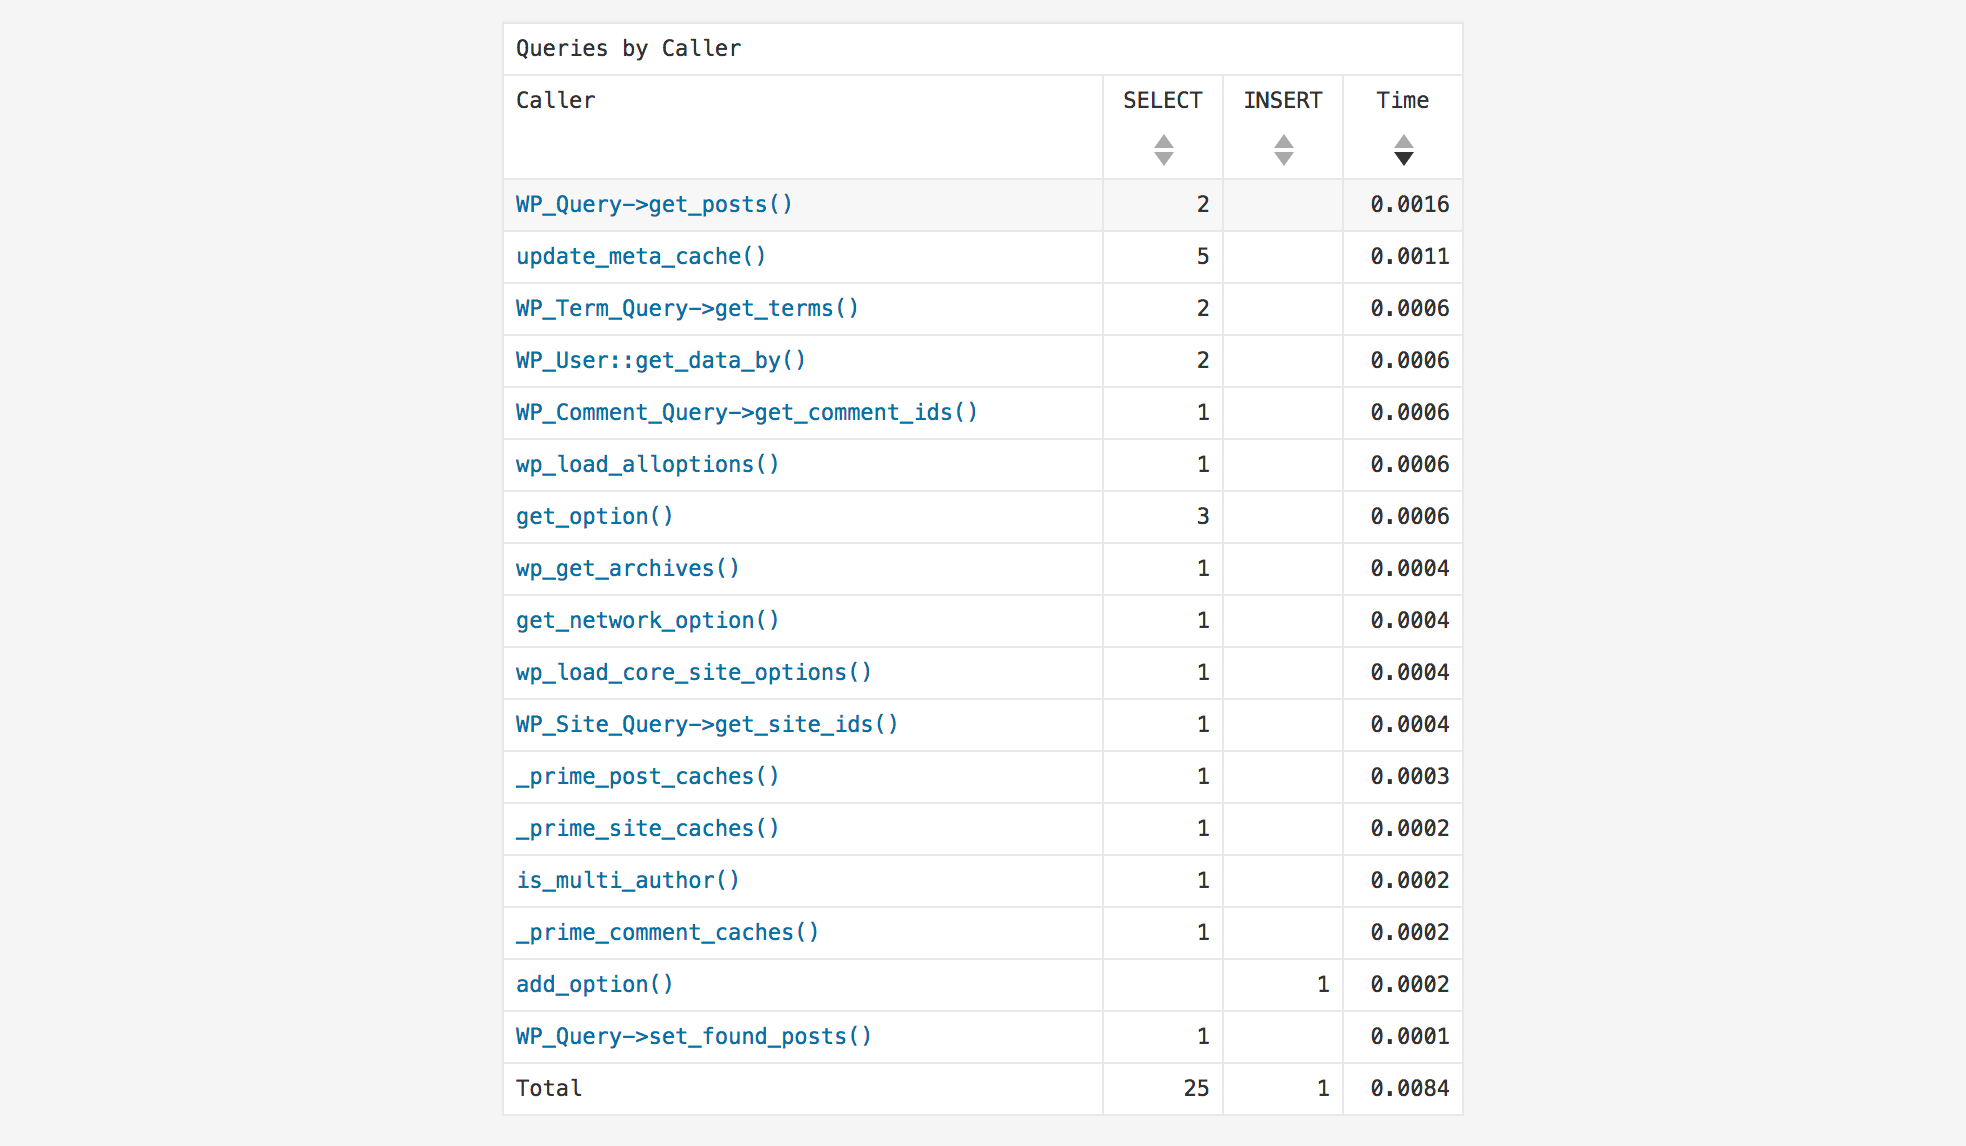 Queries by Caller
Caller SELECT INSERT Time
WP_Query->get_posts() 2 0.0016
update_meta_cache() 5 0.0011
WP_Term_Query->get_terms() 2 0.0006
WP_User::get_data_by() 2 0.0006
WP_Comment_Query->get_comment_ids() 1 0.0006
wp_load_alloptions() 1 0.0006
get_option() 3 0.0006
wp_get_archives() 1 0.0004
get_network_option() 1 0.0004
wp_load_core_site_options() 1 0.0004
WP_Site_Query->get_site_ids() 1 0.0004
_prime_post_caches() 1 0.0003
_prime_site_caches() 1 0.0002
is_multi_author() 1 0.0002
_prime_comment_caches() 1 0.0002
add_option() 1 0.0002
WP_Query->set_found_posts() 1 0.0001
Total 25 1 0.0084